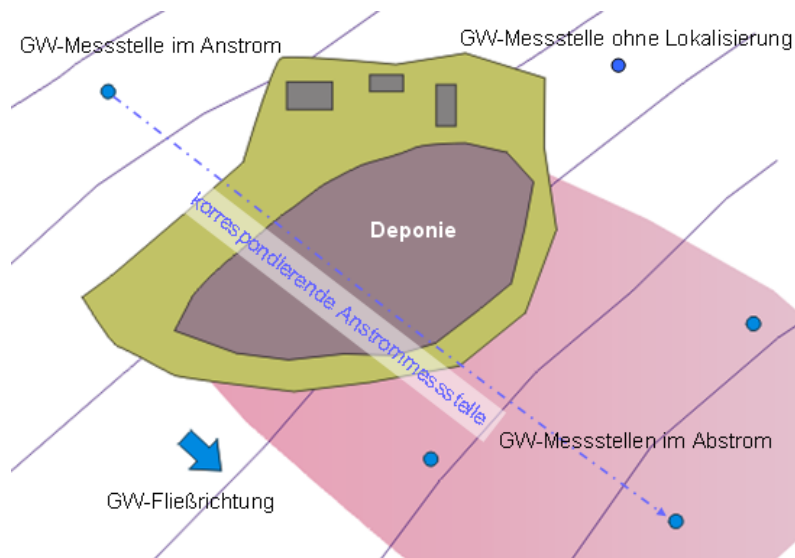 GW-Messstelle im Anstrom
GW-Messstelle ohne Lokalisierung
Deponie
korrespondierende Anstrommessstelle
GW-Messstellen im Abstrom
GW-Fließrichtung